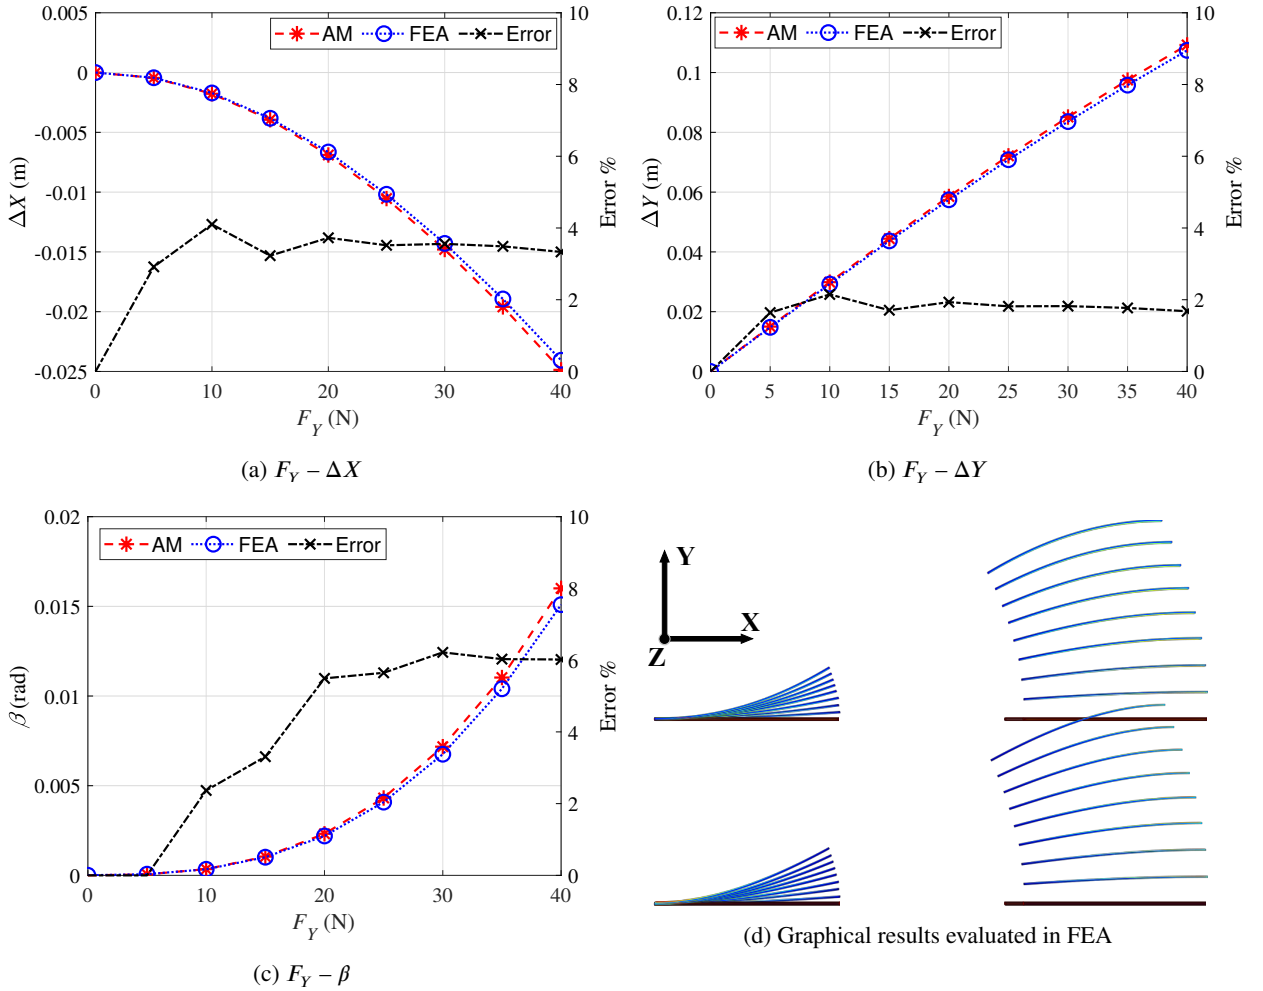 0.005
0
-0.005
-0.01
-0.015
-0.02
-0.025
ΔX (m)
AM FEA Error
10
8
6
4
2
0
Error %
0 10 20 30 40
F_Y (N)
(a) F_Y – ΔX
0.12
0.1
0.08
0.06
0.04
0.02
0
ΔY (m)
AM FEA Error
10
8
6
4
2
0
Error %
0 5 10 15 20 25 30 35 40
F_Y (N)
(b) F_Y – ΔY
0.02
0.015
0.01
0.005
0
β (rad)
AM FEA Error
10
8
6
4
2
0
Error %
0 10 20 30 40
F_Y (N)
(c) F_Y – β
Y
X
Z
(d) Graphical results evaluated in FEA